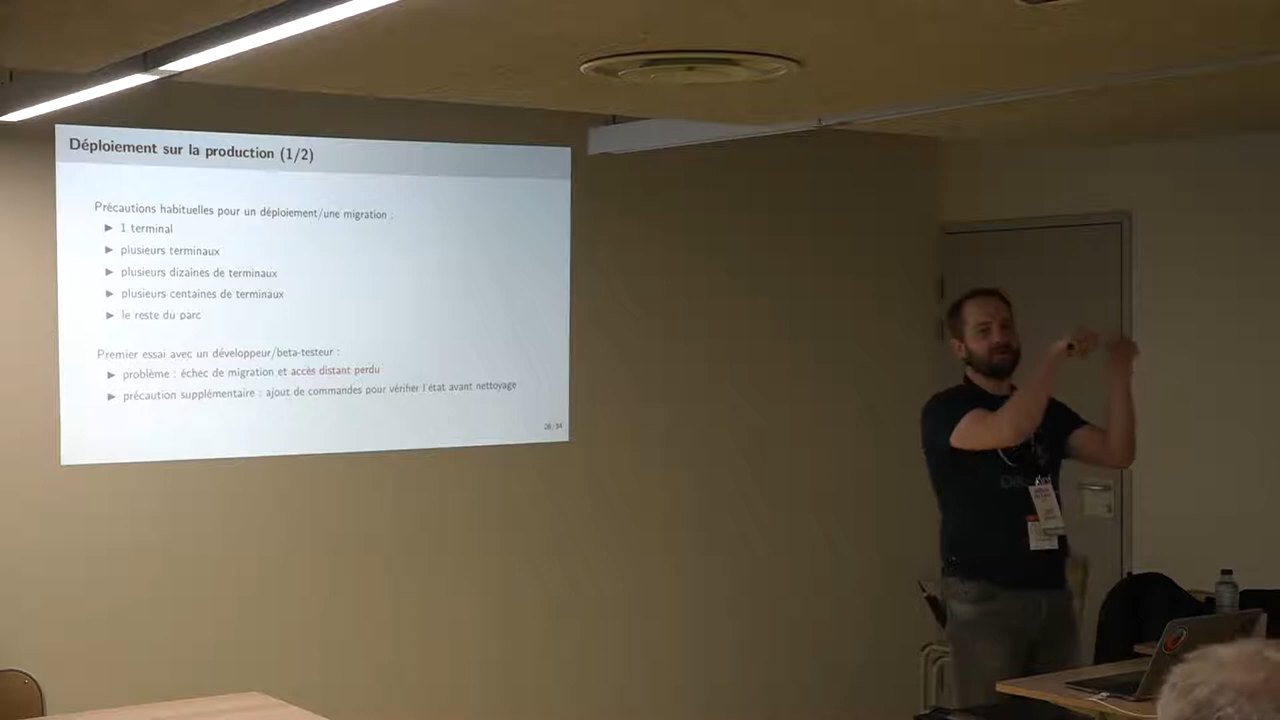 Déploiement sur la production (1/2)
Précautions habituelles pour un déploiement/une migration :
▶ 1 terminal
▶ plusieurs terminaux
▶ plusieurs dizaines de terminaux
▶ plusieurs centaines de terminaux
▶ le reste du parc
Premier essai avec un développeur/beta-testeur :
▶ problème : échec de migration et accès distant perdu
▶ précaution supplémentaire : ajout de commandes pour vérifier l'état avant nettoyage